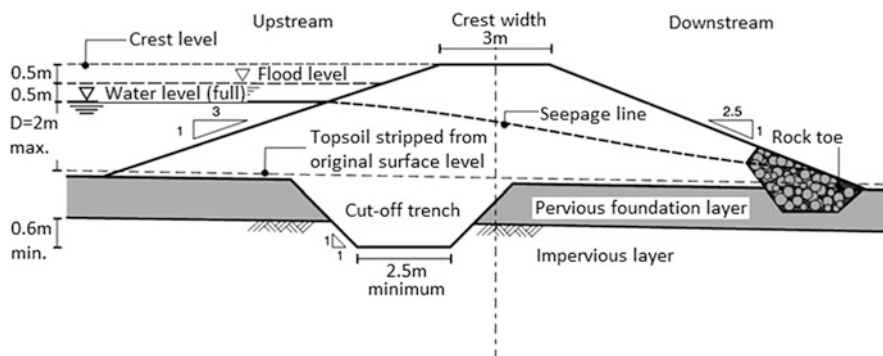 Upstream
Crest width
3m
Downstream
Crest level
0.5m
Flood level
0.5m
Water level (full)
D=2m
max.
3
1
Seepage line
2.5
1
Topsoil stripped from
original surface level
Rock toe
Cut-off trench
Pervious foundation layer
0.6m
min.
1
1
2.5m
minimum
Impervious layer